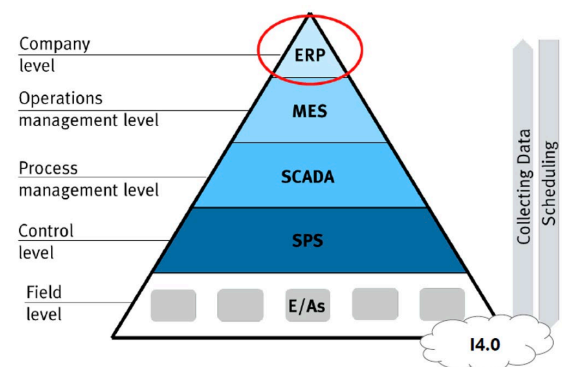 Company
level
ERP
Operations
management level
MES
Process
management level
SCADA
Control
level
SPS
Field
level
E/As
Collecting Data
Scheduling
I4.0